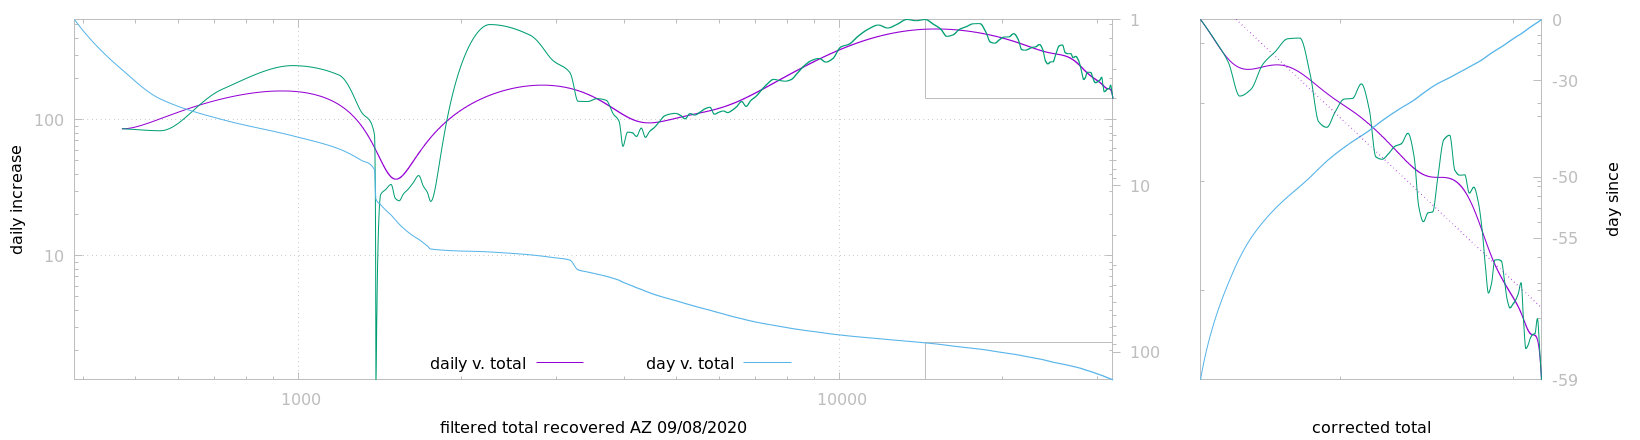 daily increase
100
10
1
10
100
daily v. total
day v. total
1000
10000
filtered total recovered AZ 09/08/2020
0
-30
-50
-55
-59
day since
corrected total